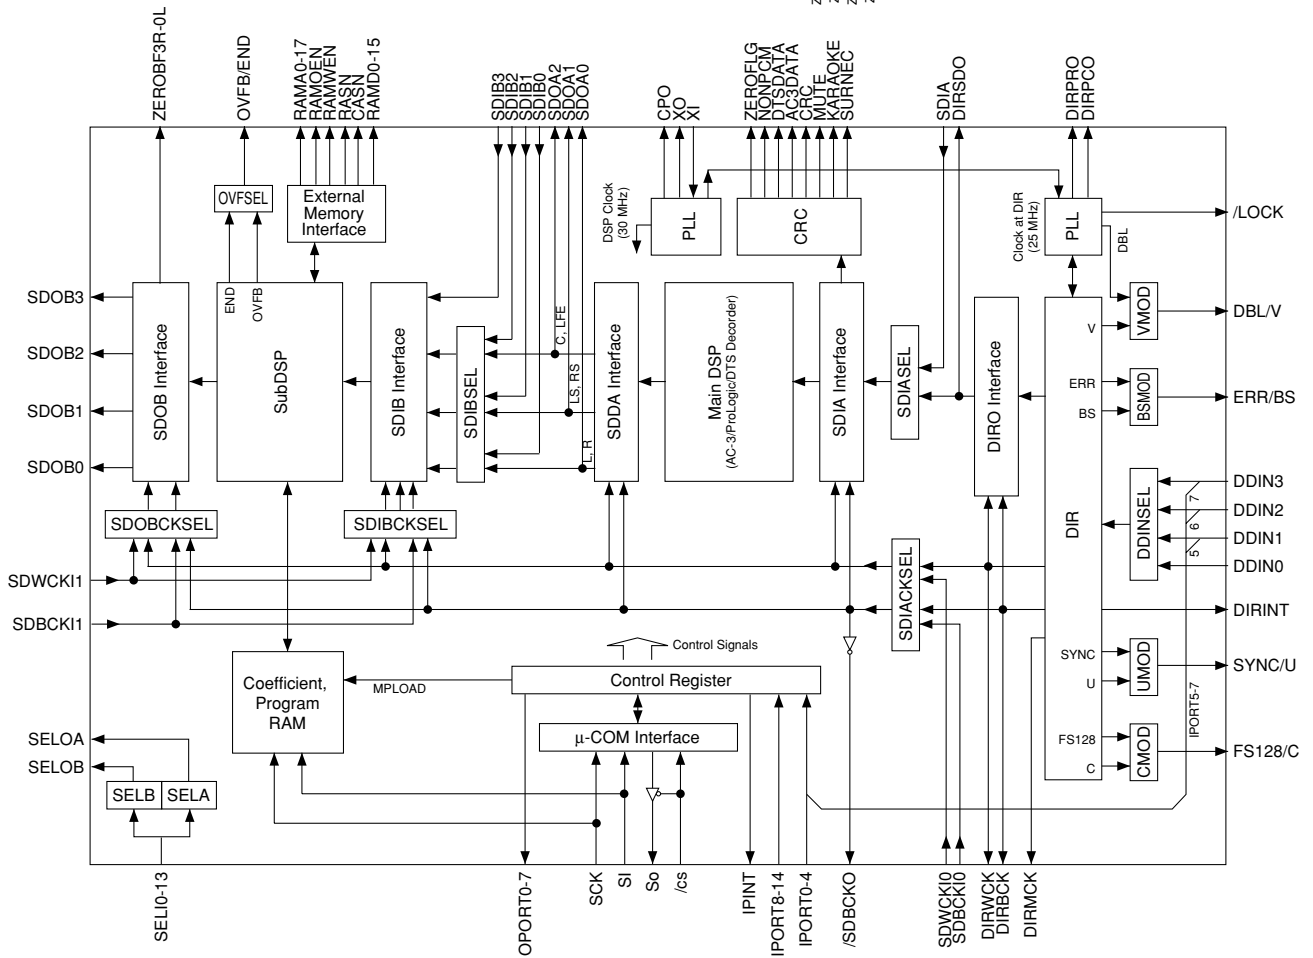 ZEROBF3R-0L
OVFB/END
RAMA0-17
RAMOEN
RAMWEN
RASN
CASN
RAMD0-15
SDIB3
SDIB2
SDIB1
SDIB0
SDOA2
SDOA1
SDOA0
CPO
XO
XI
ZEROFLG
NONPCM
DTSDATA
AC3DATA
CRC
MUTE
KARAOKE
SURNEC
SDIA
DIRSDO
DIRPRO
DIRPCO
OVFSEL
External
Memory
Interface
DSP Clock
(30 MHz)
PLL
CRC
Clock at DIR
(25 MHz)
PLL
DBL
/LOCK
SDOB3
SDOB2
SDOB1
SDOB0
SDOB Interface
END
OVFB
SubDSP
SDIB Interface
SDIBSEL
C, LFE
LS, RS
L, R
SDDA Interface
Main DSP
(AC-3/ProLogic/DTS Decorder)
SDIA Interface
SDIASEL
DIRO Interface
DIR
V
VMOD
DBL/V
ERR
BS
BSMOD
ERR/BS
DDINSEL
DDIN3
DDIN2
DDIN1
DDIN0
7
6
5
SDOBCKSEL
SDIBCKSEL
SDIACKSEL
SDWCKI1
SDBCKI1
DIRINT
Control Signals
Coefficient,
Program
RAM
MPLOAD
Control Register
μ-COM Interface
SYNC
U
UMOD
SYNC/U
IPORT5-7
FS128
C
CMOD
FS128/C
SELOA
SELOB
SELB
SELA
SELI0-13
OPORT0-7
SCK
SI
So
/cs
IPINT
IPORT8-14
IPORT0-4
/SDBCKO
SDWCKI0
SDBCKI0
DIRWCK
DIRBCK
DIRMCK